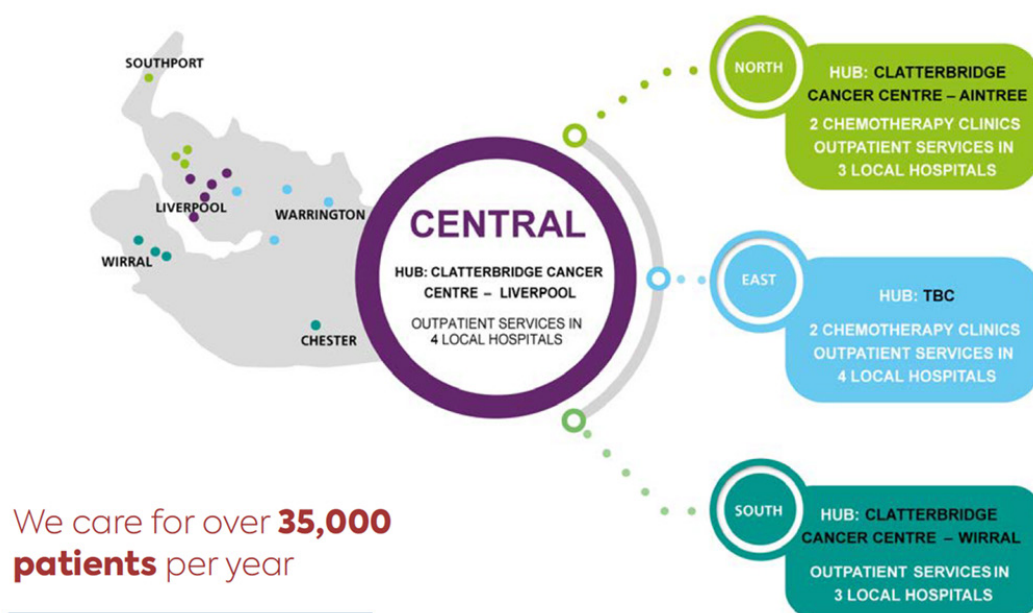 SOUTHPORT
LIVERPOOL
WARRINGTON
WIRRAL
CHESTER
CENTRAL
HUB: CLATTERBRIDGE CANCER
CENTRE – LIVERPOOL
OUTPATIENT SERVICES IN
4 LOCAL HOSPITALS
NORTH
HUB: CLATTERBRIDGE
CANCER CENTRE – AINTREE
2 CHEMOTHERAPY CLINICS
OUTPATIENT SERVICES IN
3 LOCAL HOSPITALS
EAST
HUB: TBC
2 CHEMOTHERAPY CLINICS
OUTPATIENT SERVICES IN
4 LOCAL HOSPITALS
SOUTH
HUB: CLATTERBRIDGE
CANCER CENTRE – WIRRAL
OUTPATIENT SERVICES IN
3 LOCAL HOSPITALS
We care for over 35,000
patients per year